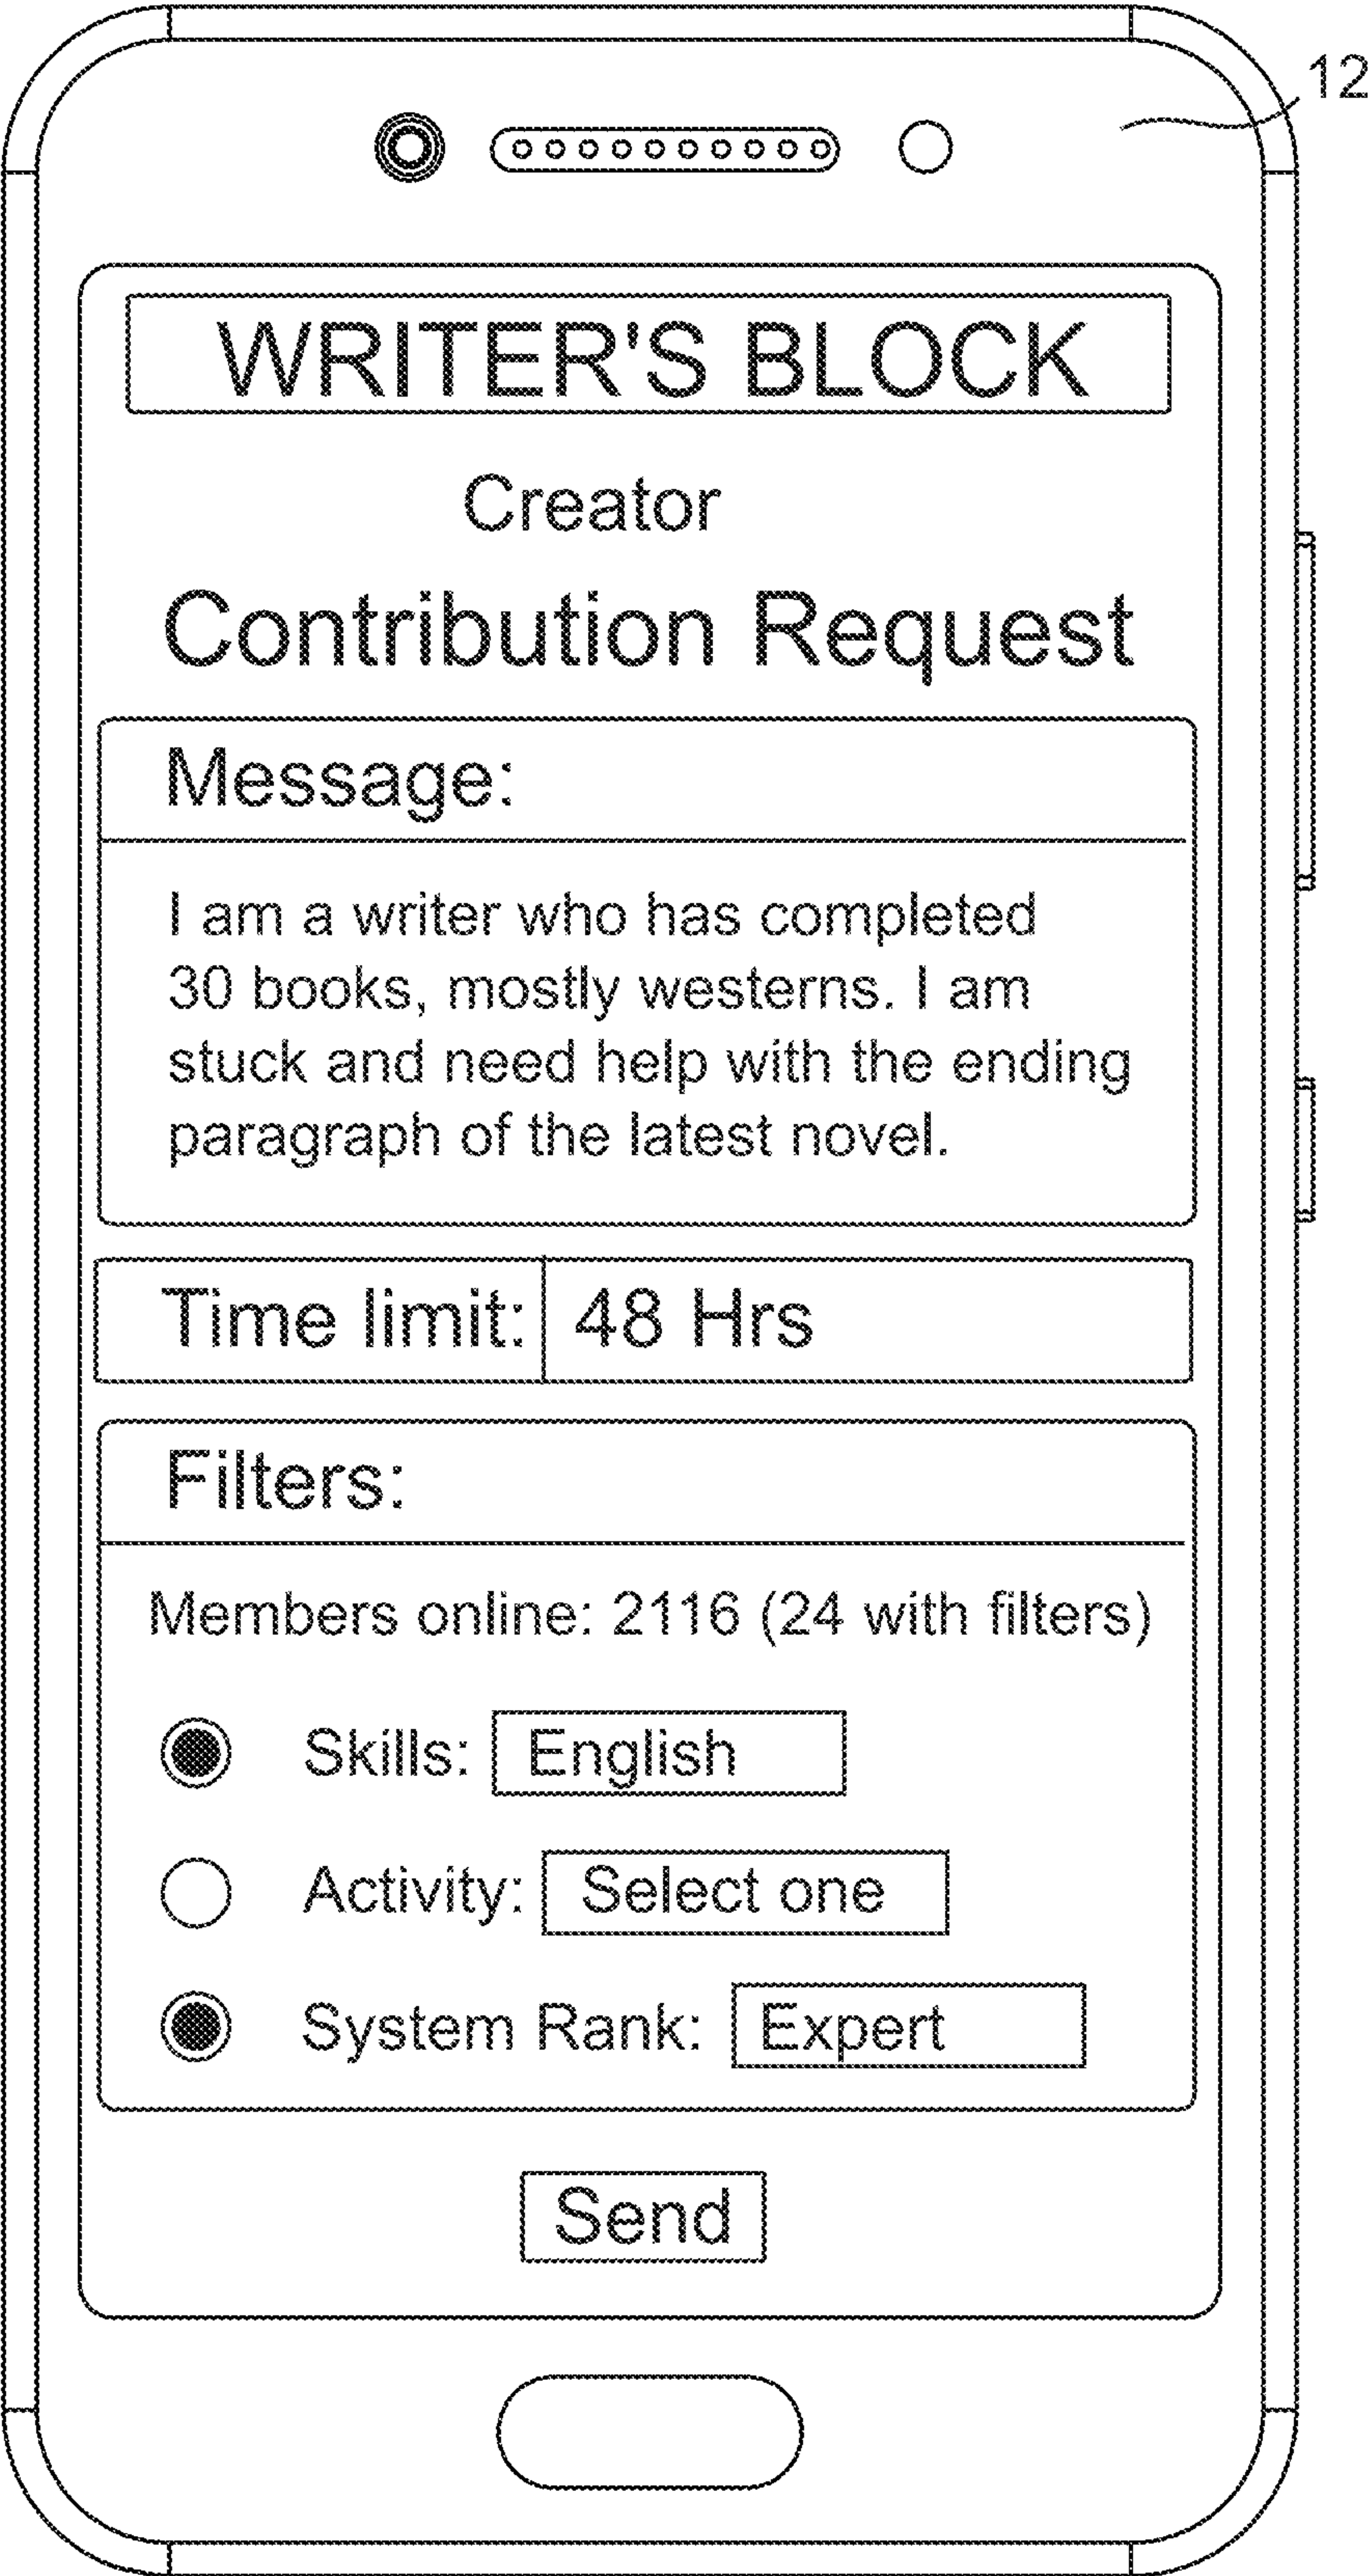 12
WRITER'S BLOCK
Creator
Contribution Request
Message:
I am a writer who has completed
30 books, mostly westerns. I am
stuck and need help with the ending
paragraph of the latest novel.
Time limit: 48 Hrs
Filters:
Members online: 2116 (24 with filters)
Skills: English
Activity: Select one
System Rank: Expert
Send